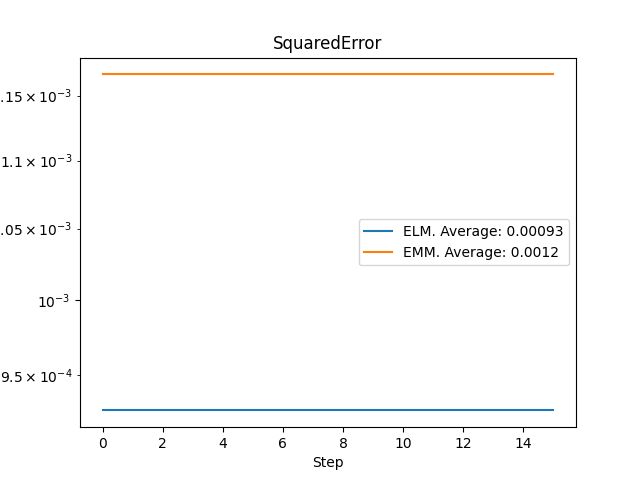 SquaredError
.15 × 10⁻³
1.1 × 10⁻³
.05 × 10⁻³
10⁻³
9.5 × 10⁻⁴
ELM. Average: 0.00093
EMM. Average: 0.0012
0 2 4 6 8 10 12 14
Step